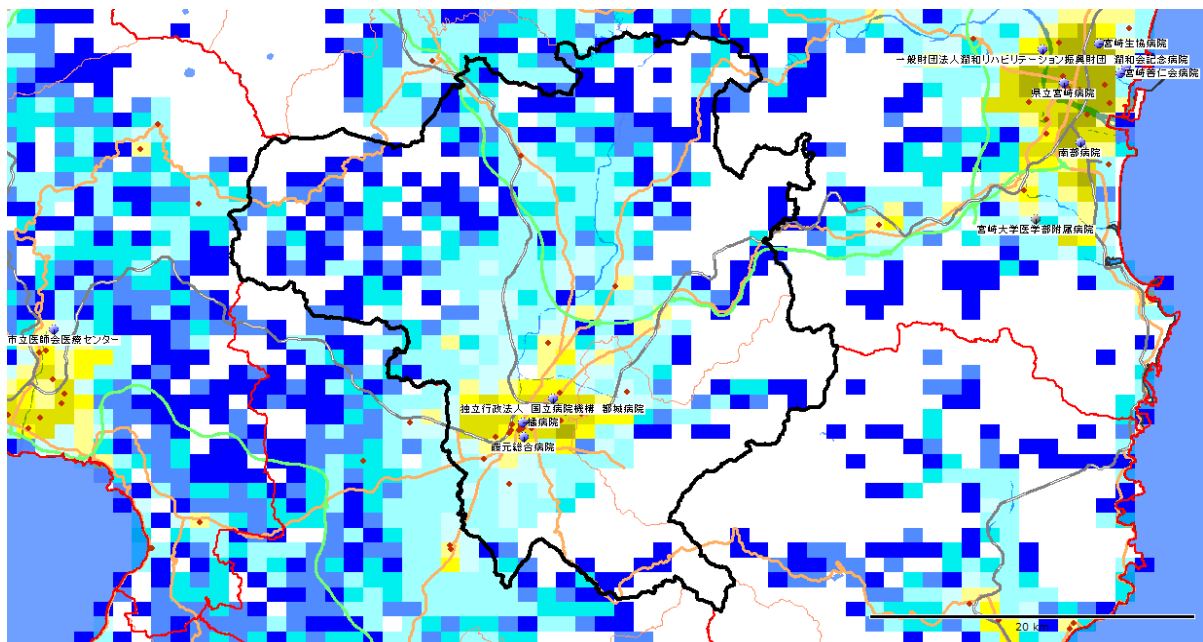 宮崎生協病院
一般財団法人潤和リハビリテーション振興財団 潤和会記念病院
宮崎善仁会病院
県立宮崎病院
南部病院
宮崎大学医学部附属病院
市立医師会医療センター
独立行政法人 国立病院機構 都城病院
橘病院
藤元総合病院
20 km